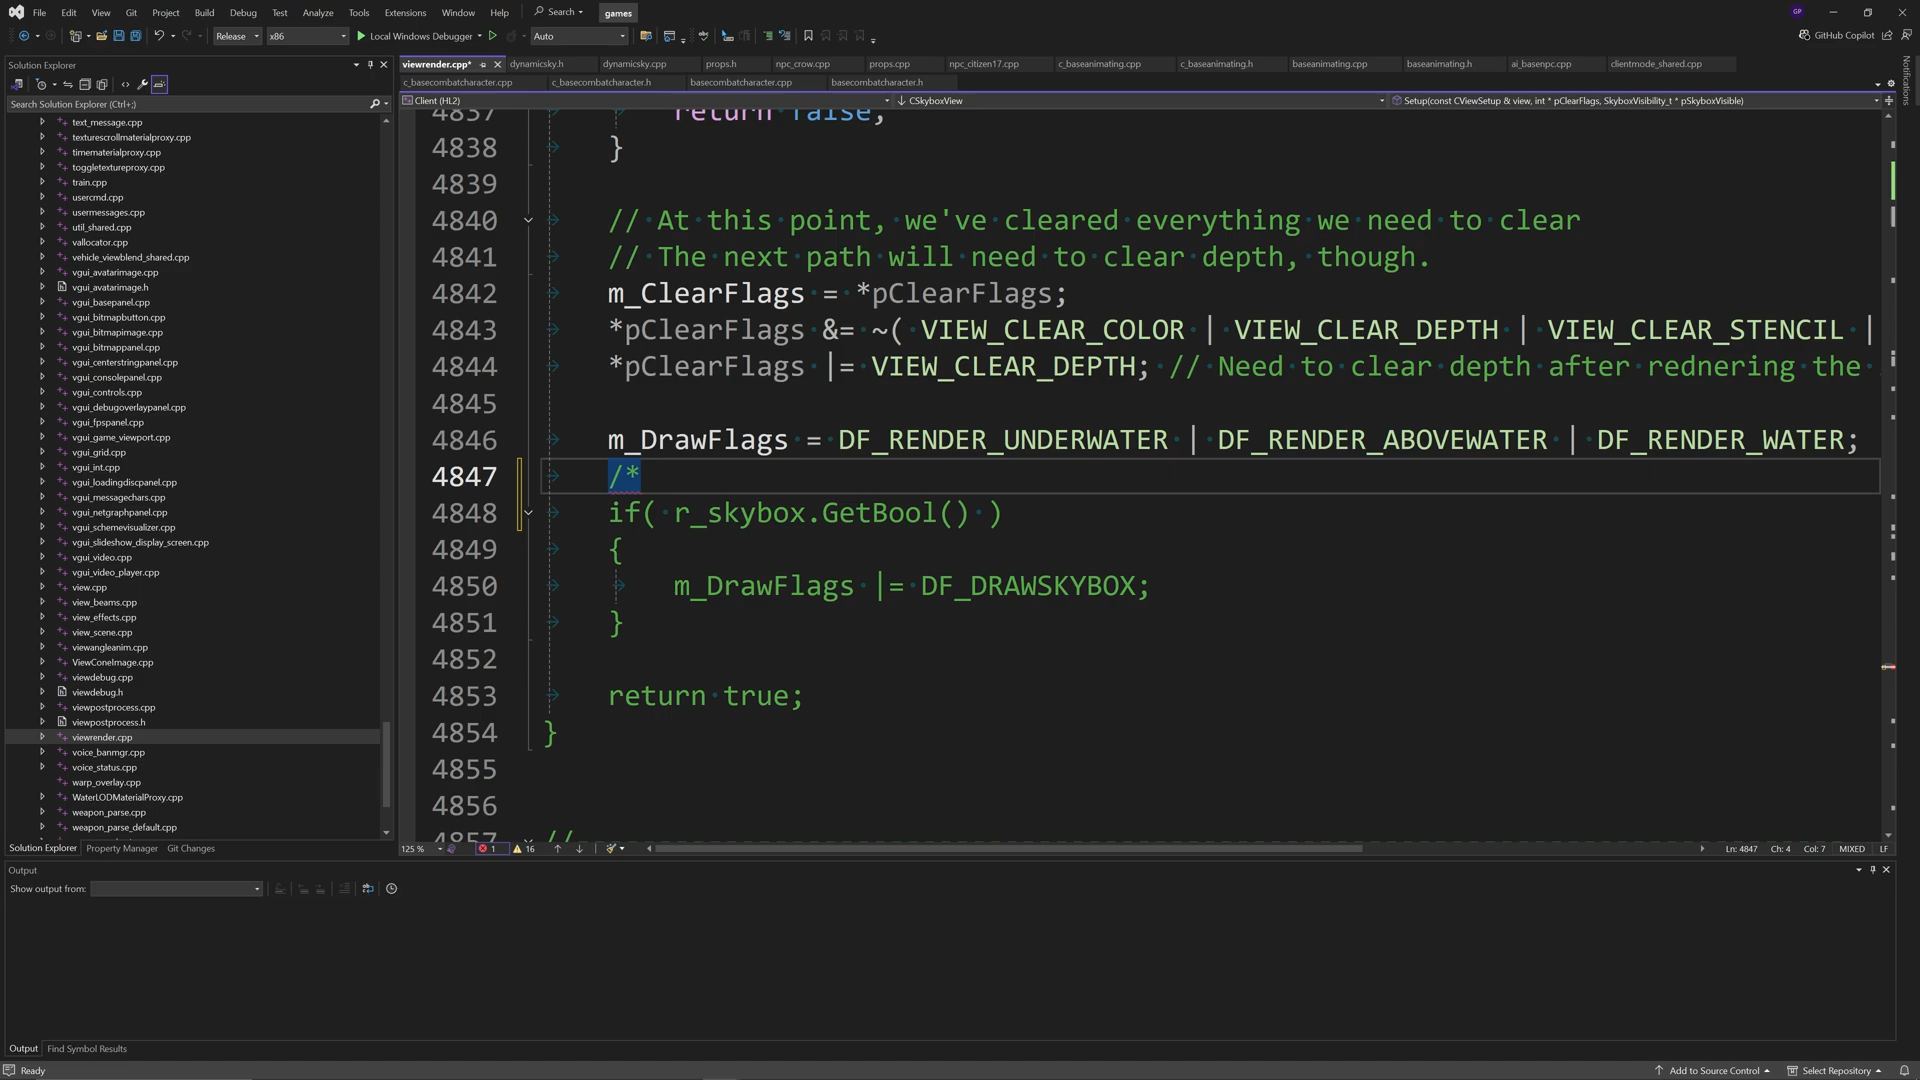 File Edit View Git Project Build Debug Test Analyze Tools Extensions Window Help Search games GP
Release x86 Local Windows Debugger Auto GitHub Copilot
Solution Explorer
Search Solution Explorer (Ctrl+;)
text_message.cpp
texturescrollmaterialproxy.cpp
timematerialproxy.cpp
toggletextureproxy.cpp
train.cpp
usercmd.cpp
usermessages.cpp
util_shared.cpp
vallocator.cpp
vehicle_viewblend_shared.cpp
vgui_avatarimage.cpp
vgui_avatarimage.h
vgui_basepanel.cpp
vgui_bitmapbutton.cpp
vgui_bitmapimage.cpp
vgui_bitmappanel.cpp
vgui_centerstringpanel.cpp
vgui_consolepanel.cpp
vgui_controls.cpp
vgui_debugoverlaypanel.cpp
vgui_fpspanel.cpp
vgui_game_viewport.cpp
vgui_grid.cpp
vgui_int.cpp
vgui_loadingdiscpanel.cpp
vgui_messagechars.cpp
vgui_netgraphpanel.cpp
vgui_schemevisualizer.cpp
vgui_slideshow_display_screen.cpp
vgui_video.cpp
vgui_video_player.cpp
view.cpp
view_beams.cpp
view_effects.cpp
view_scene.cpp
viewangleanim.cpp
ViewConeImage.cpp
viewdebug.cpp
viewdebug.h
viewpostprocess.cpp
viewpostprocess.h
viewrender.cpp
voice_banmgr.cpp
voice_status.cpp
warp_overlay.cpp
WaterLODMaterialProxy.cpp
weapon_parse.cpp
weapon_parse_default.cpp
Solution Explorer Property Manager Git Changes
viewrender.cpp* dynamicsky.h dynamicsky.cpp props.h npc_crow.cpp props.cpp npc_citizen17.cpp c_baseanimating.cpp c_baseanimating.h baseanimating.cpp baseanimating.h ai_basenpc.cpp clientmode_shared.cpp
c_basecombatcharacter.cpp c_basecombatcharacter.h basecombatcharacter.cpp basecombatcharacter.h
Client (HL2) CSkyboxView Setup(const CViewSetup & view, int * pClearFlags, SkyboxVisibility_t * pSkyboxVisible)
4837 return false;
4838 }
4839
4840 // At this point, we've cleared everything we need to clear
4841 // The next path will need to clear depth, though.
4842 m_ClearFlags = *pClearFlags;
4843 *pClearFlags &= ~( VIEW_CLEAR_COLOR | VIEW_CLEAR_DEPTH | VIEW_CLEAR_STENCIL |
4844 *pClearFlags |= VIEW_CLEAR_DEPTH; // Need to clear depth after rednering the
4845
4846 m_DrawFlags = DF_RENDER_UNDERWATER | DF_RENDER_ABOVEWATER | DF_RENDER_WATER;
4847 /*
4848 if( r_skybox.GetBool() )
4849 {
4850 m_DrawFlags |= DF_DRAWSKYBOX;
4851 }
4852
4853 return true;
4854 }
4855
4856
4857 //
125 % 1 16 Ln: 4847 Ch: 4 Col: 7 MIXED LF
Notifications
Output
Show output from:
Output Find Symbol Results
Ready Add to Source Control Select Repository